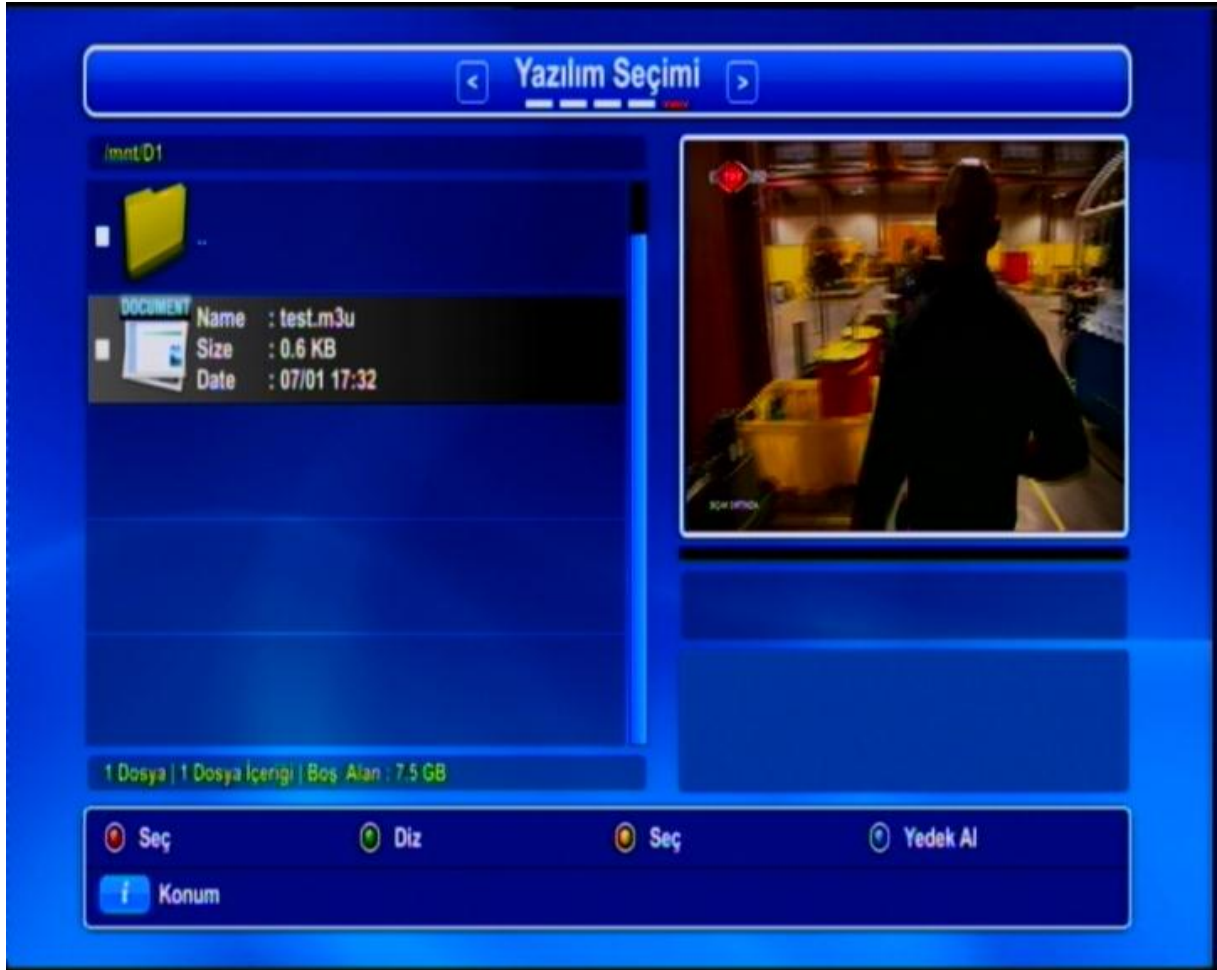 < Yazılım Seçimi >
/mnt/D1
..
DOCUMENT
Name : test.m3u
Size : 0.6 KB
Date : 07/01 17:32
1 Dosya | 1 Dosya İçeriği | Boş Alan : 7.5 GB
Seç Diz Seç Yedek Al
i Konum